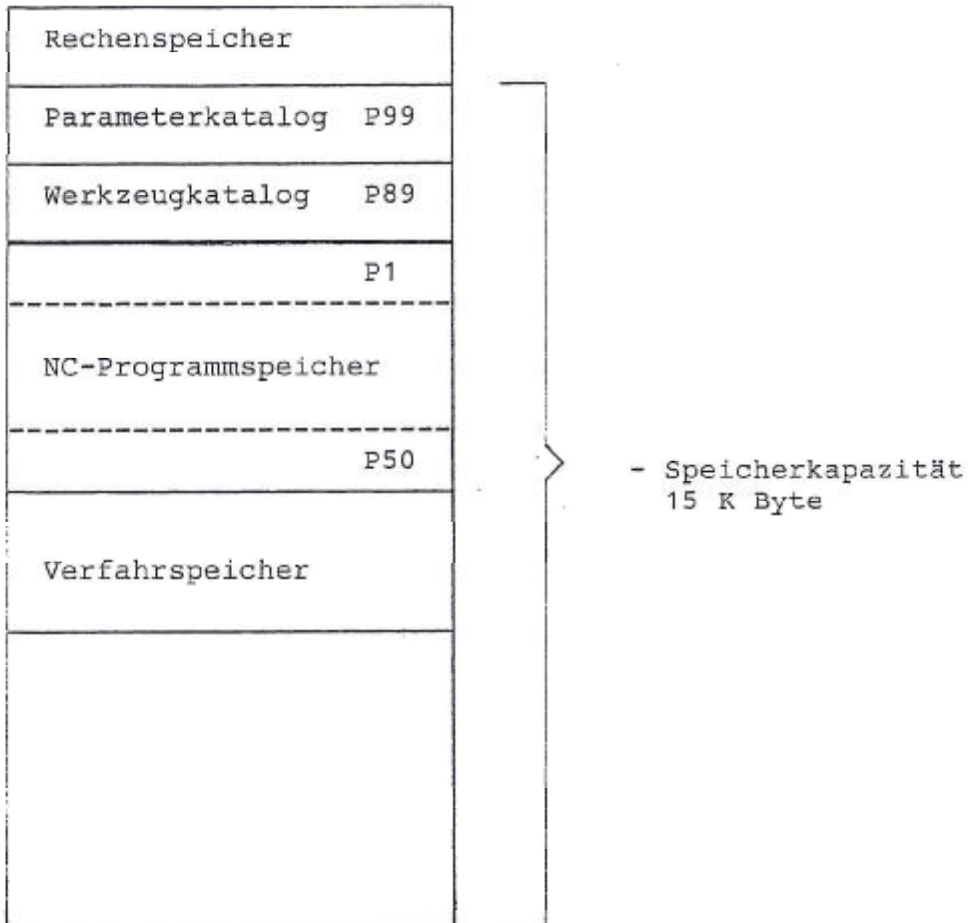 Rechenspeicher
Parameterkatalog P99
Werkzeugkatalog P89
P1
NC-Programmspeicher
P50
- Speicherkapazität
15 K Byte
Verfahrspeicher